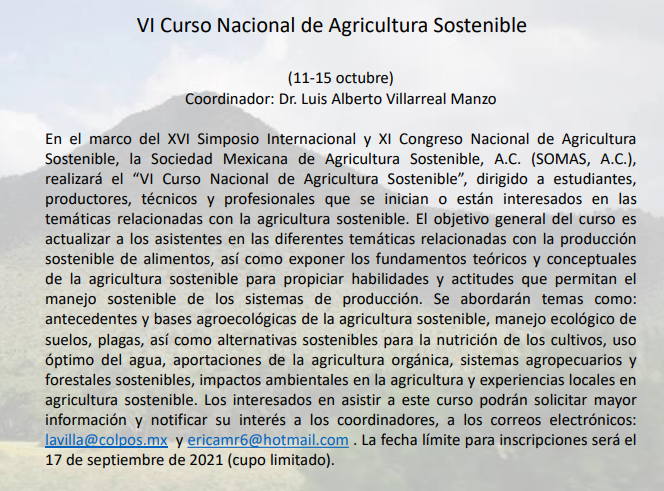 VI Curso Nacional de Agricultura Sostenible
(11-15 octubre)
Coordinador: Dr. Luis Alberto Villarreal Manzo
En el marco del XVI Simposio Internacional y XI Congreso Nacional de Agricultura
Sostenible, la Sociedad Mexicana de Agricultura Sostenible, A.C. (SOMAS, A.C.),
realizará el “VI Curso Nacional de Agricultura Sostenible”, dirigido a estudiantes,
productores, técnicos y profesionales que se inician o están interesados en las
temáticas relacionadas con la agricultura sostenible. El objetivo general del curso es
actualizar a los asistentes en las diferentes temáticas relacionadas con la producción
sostenible de alimentos, así como exponer los fundamentos teóricos y conceptuales
de la agricultura sostenible para propiciar habilidades y actitudes que permitan el
manejo sostenible de los sistemas de producción. Se abordarán temas como:
antecedentes y bases agroecológicas de la agricultura sostenible, manejo ecológico de
suelos, plagas, así como alternativas sostenibles para la nutrición de los cultivos, uso
óptimo del agua, aportaciones de la agricultura orgánica, sistemas agropecuarios y
forestales sostenibles, impactos ambientales en la agricultura y experiencias locales en
agricultura sostenible. Los interesados en asistir a este curso podrán solicitar mayor
información y notificar su interés a los coordinadores, a los correos electrónicos:
lavilla@colpos.mx y ericamr6@hotmail.com . La fecha límite para inscripciones será el
17 de septiembre de 2021 (cupo limitado).